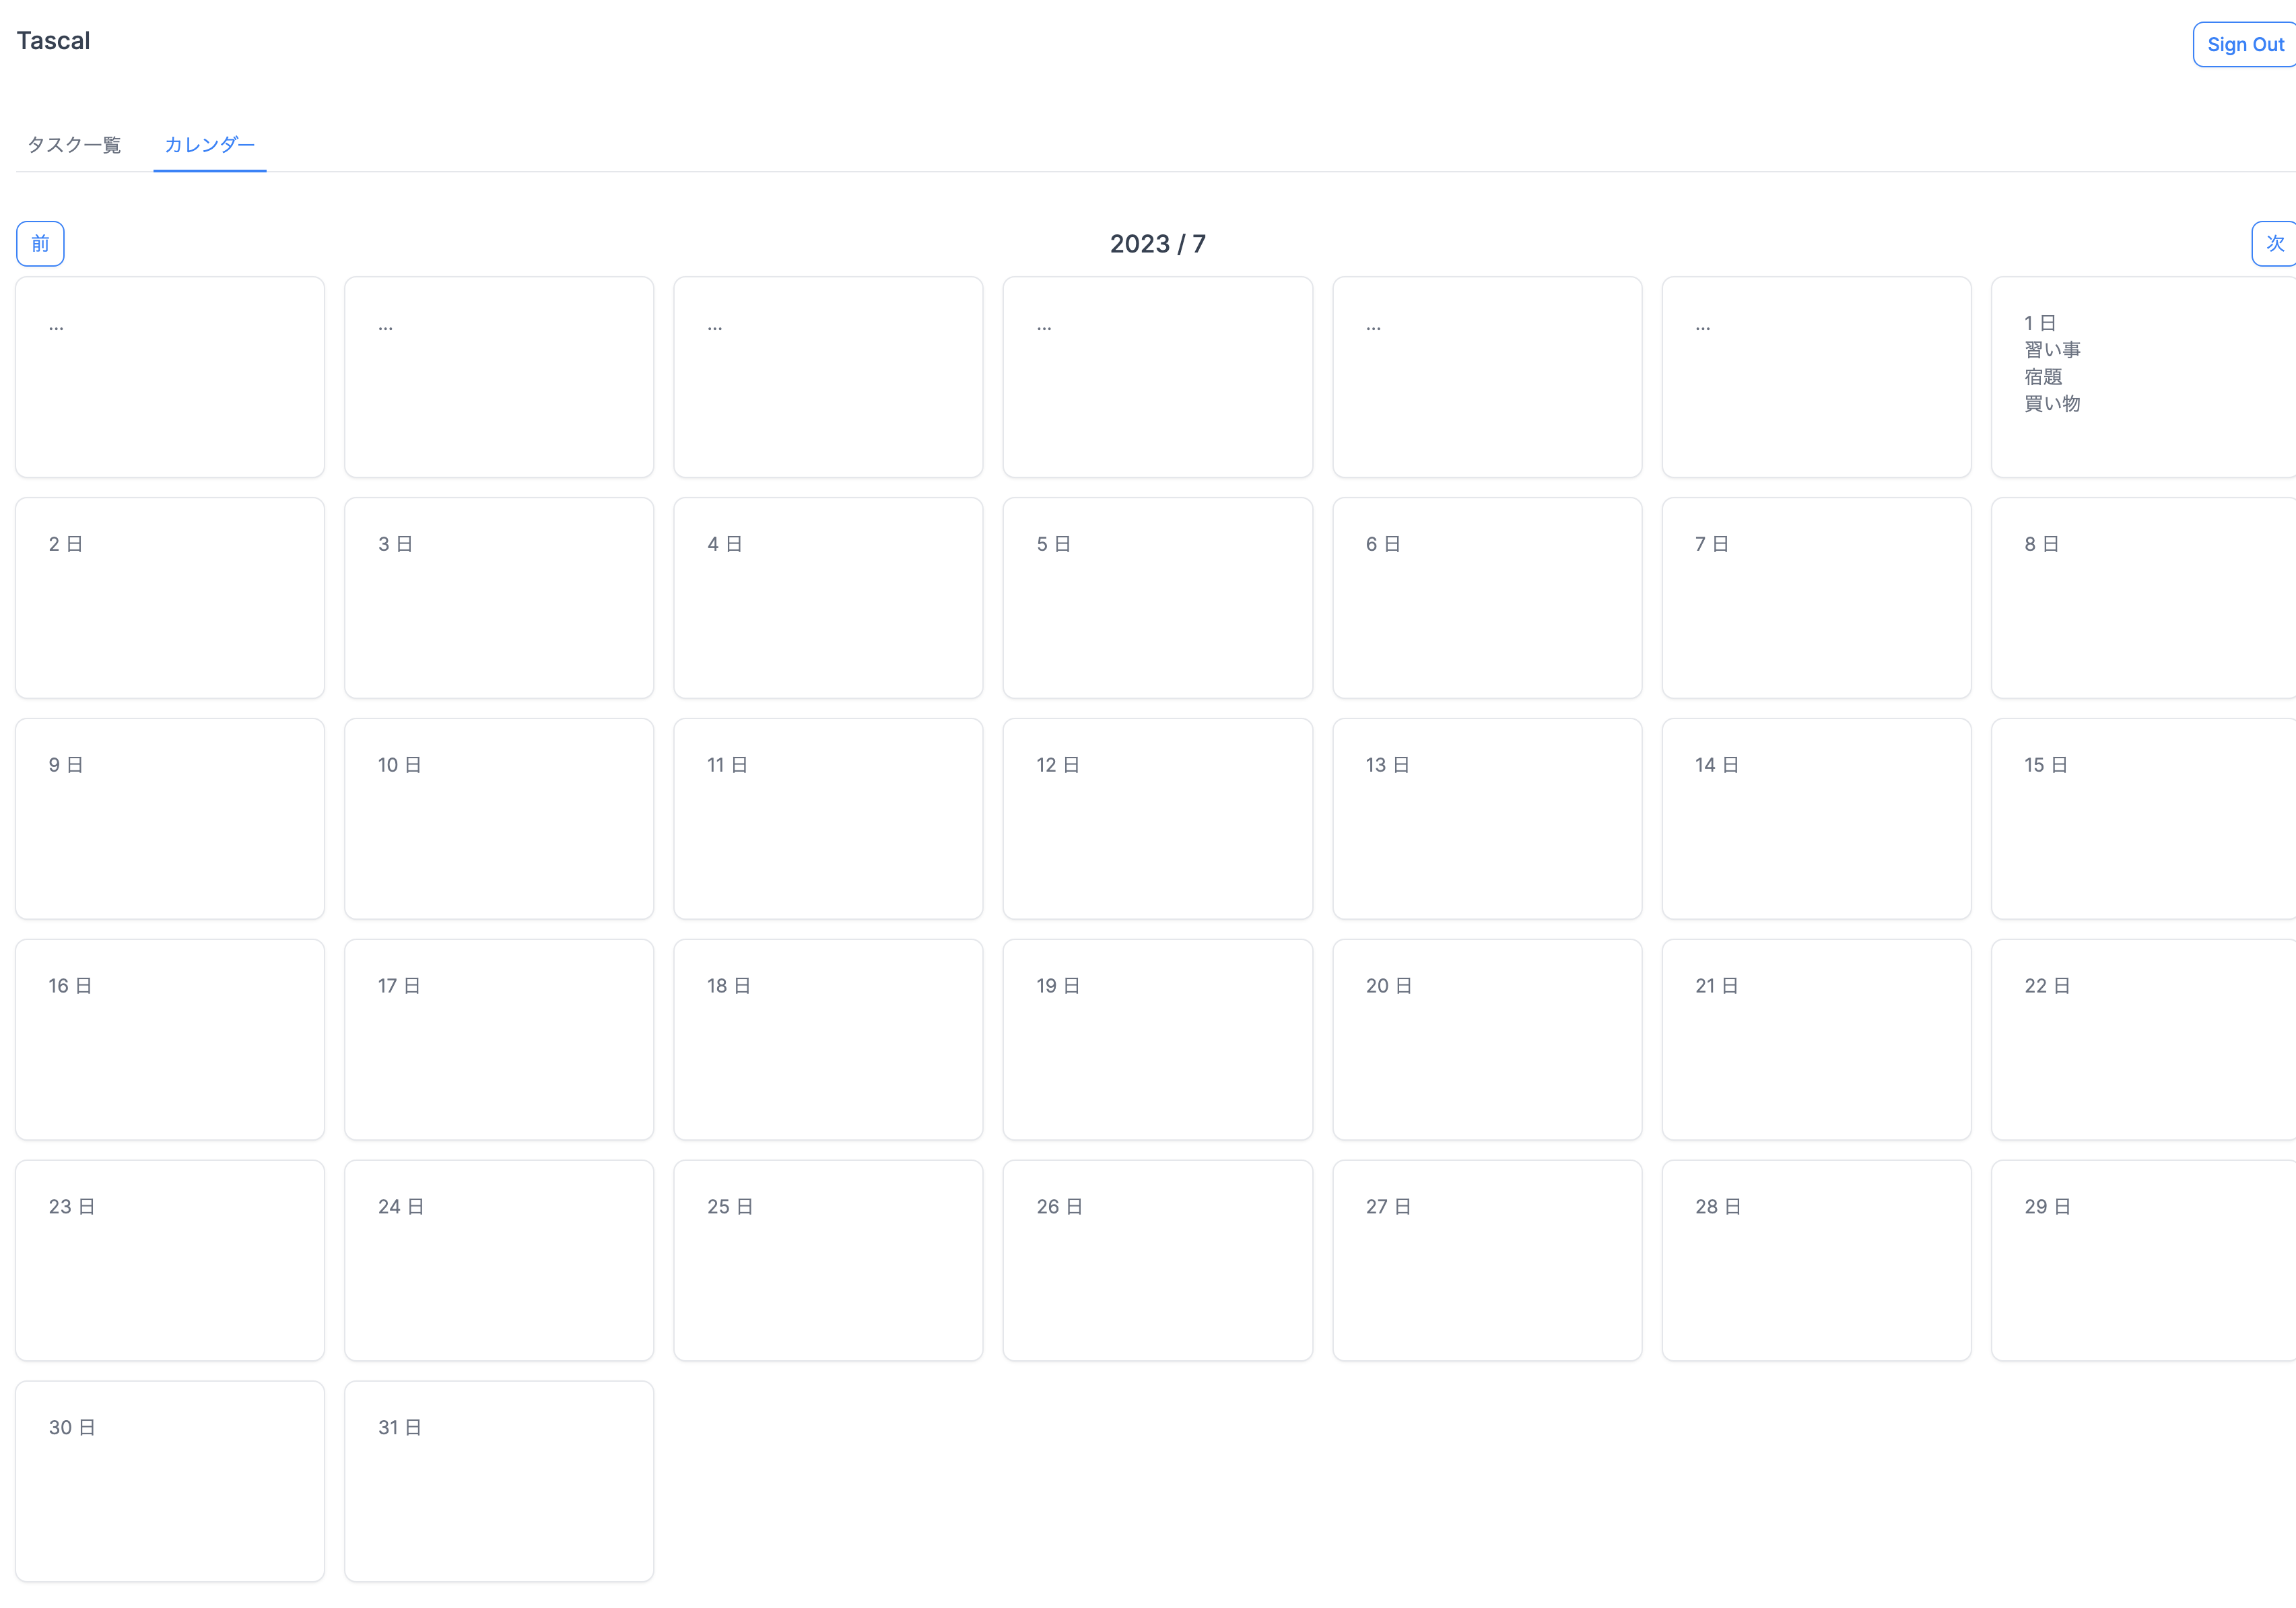 Tascal
Sign Out
タスク一覧
カレンダー
前
2023 / 7
次
...
...
...
...
...
...
1 日
習い事
宿題
買い物
2 日
3 日
4 日
5 日
6 日
7 日
8 日
9 日
10 日
11 日
12 日
13 日
14 日
15 日
16 日
17 日
18 日
19 日
20 日
21 日
22 日
23 日
24 日
25 日
26 日
27 日
28 日
29 日
30 日
31 日